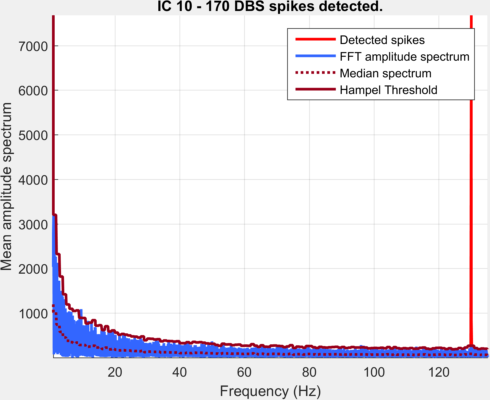 IC 10 - 170 DBS spikes detected.
Mean amplitude spectrum
7000
6000
5000
4000
3000
2000
1000
Detected spikes
FFT amplitude spectrum
Median spectrum
Hampel Threshold
20 40 60 80 100 120
Frequency (Hz)